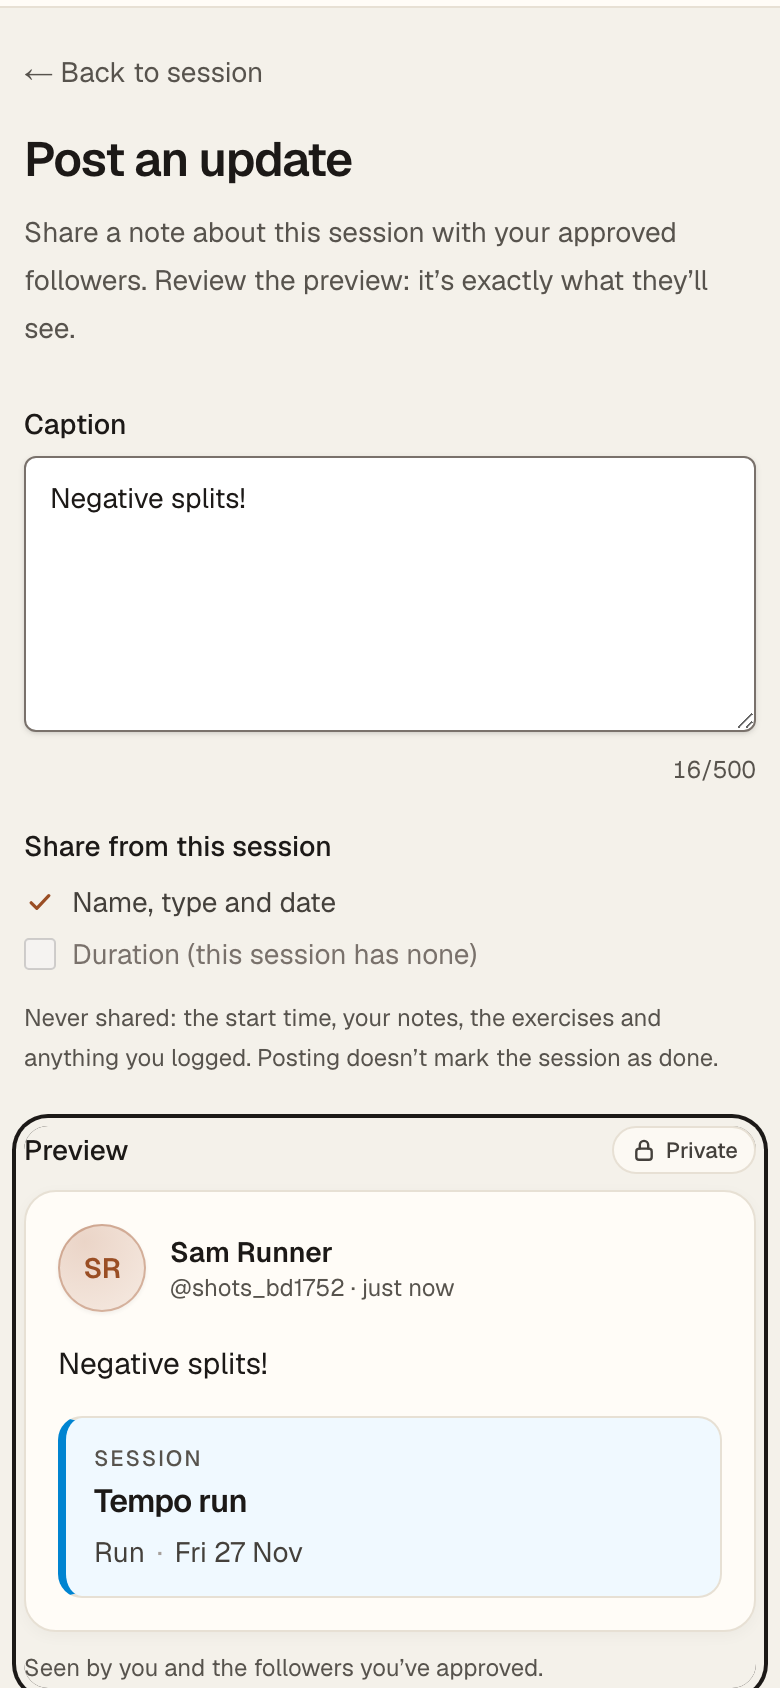 ← Back to session
Post an update
Share a note about this session with your approved
followers. Review the preview: it’s exactly what they’ll
see.
Caption
Negative splits!
16/500
Share from this session
Name, type and date
Duration (this session has none)
Never shared: the start time, your notes, the exercises and
anything you logged. Posting doesn’t mark the session as done.
Preview
Private
SR
Sam Runner
@shots_bd1752 · just now
Negative splits!
SESSION
Tempo run
Run · Fri 27 Nov
Seen by you and the followers you’ve approved.